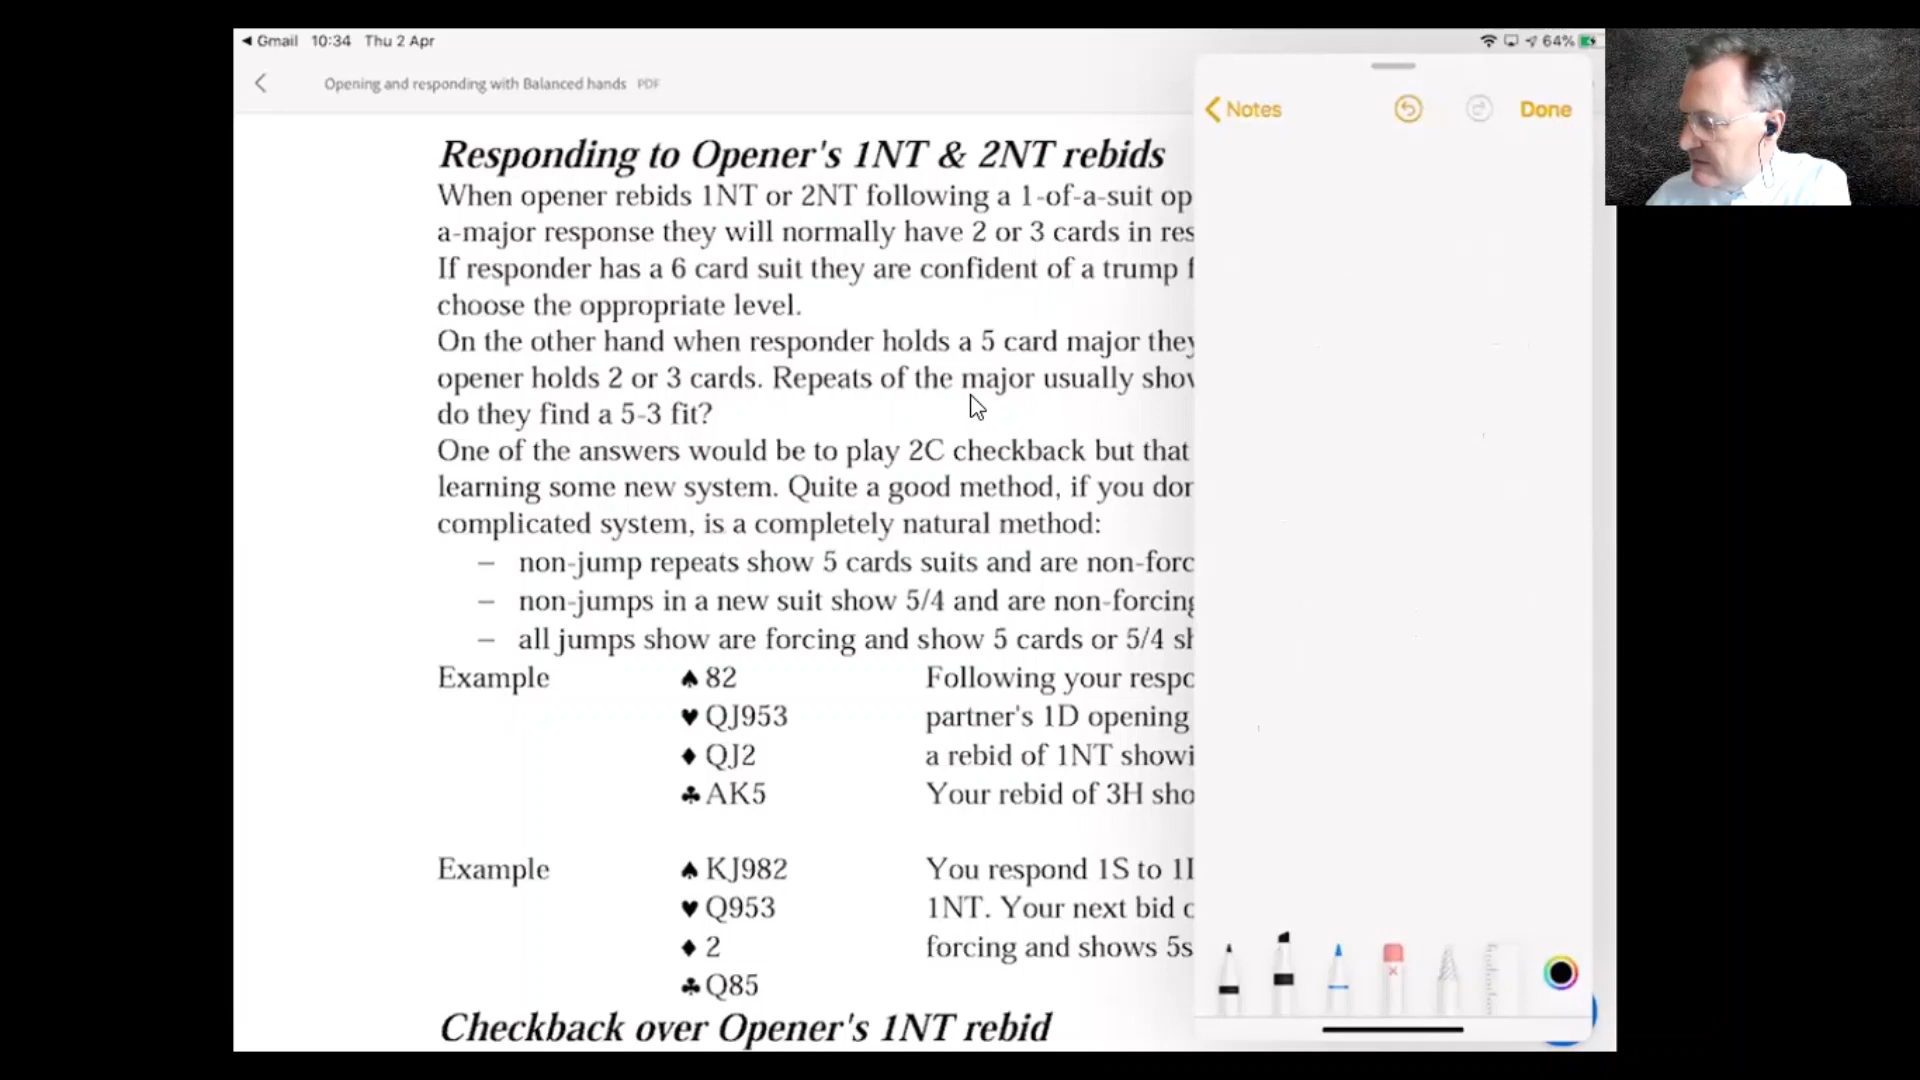 Gmail 10:34 Thu 2 Apr
64%
Opening and responding with Balanced hands PDF
Notes
Done
Responding to Opener's 1NT & 2NT rebids
When opener rebids 1NT or 2NT following a 1-of-a-suit op
a-major response they will normally have 2 or 3 cards in res
If responder has a 6 card suit they are confident of a trump f
choose the oppropriate level.
On the other hand when responder holds a 5 card major they
opener holds 2 or 3 cards. Repeats of the major usually show
do they find a 5-3 fit?
One of the answers would be to play 2C checkback but that
learning some new system. Quite a good method, if you don
complicated system, is a completely natural method:
– non-jump repeats show 5 cards suits and are non-forc
– non-jumps in a new suit show 5/4 and are non-forcing
– all jumps show are forcing and show 5 cards or 5/4 sh
Example ♠ 82 Following your respo
♥ QJ953 partner's 1D opening
♦ QJ2 a rebid of 1NT showi
♣ AK5 Your rebid of 3H sho
Example ♠ KJ982 You respond 1S to 1
♥ Q953 1NT. Your next bid
♦ 2 forcing and shows 5s
♣ Q85
Checkback over Opener's 1NT rebid